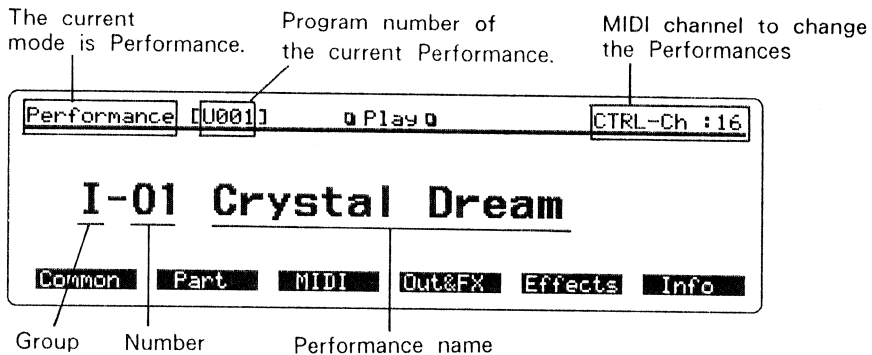 The current
mode is Performance.
Program number of
the current Performance.
MIDI channel to change
the Performances
Performance [U001] Play CTRL-Ch :16
I-01 Crystal Dream
Common Part MIDI Out&FX Effects Info
Group Number Performance name